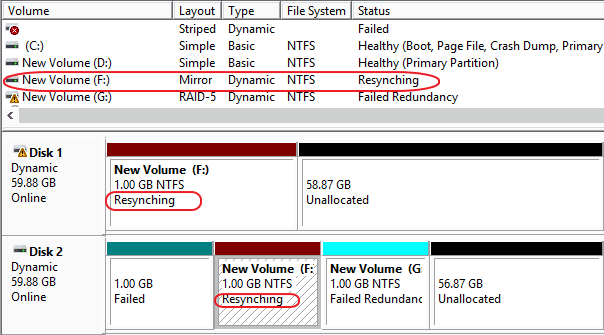 Volume Layout Type File System Status
Striped Dynamic Failed
(C:) Simple Basic NTFS Healthy (Boot, Page File, Crash Dump, Primary
New Volume (D:) Simple Basic NTFS Healthy (Primary Partition)
New Volume (F:) Mirror Dynamic NTFS Resynching
New Volume (G:) RAID-5 Dynamic NTFS Failed Redundancy
Disk 1
Dynamic
59.88 GB
Online
New Volume (F:)
1.00 GB NTFS
Resynching
58.87 GB
Unallocated
Disk 2
Dynamic
59.88 GB
Online
1.00 GB
Failed
New Volume (F:
1.00 GB NTFS
Resynching
New Volume (G
1.00 GB NTFS
Failed Redundanc
56.87 GB
Unallocated